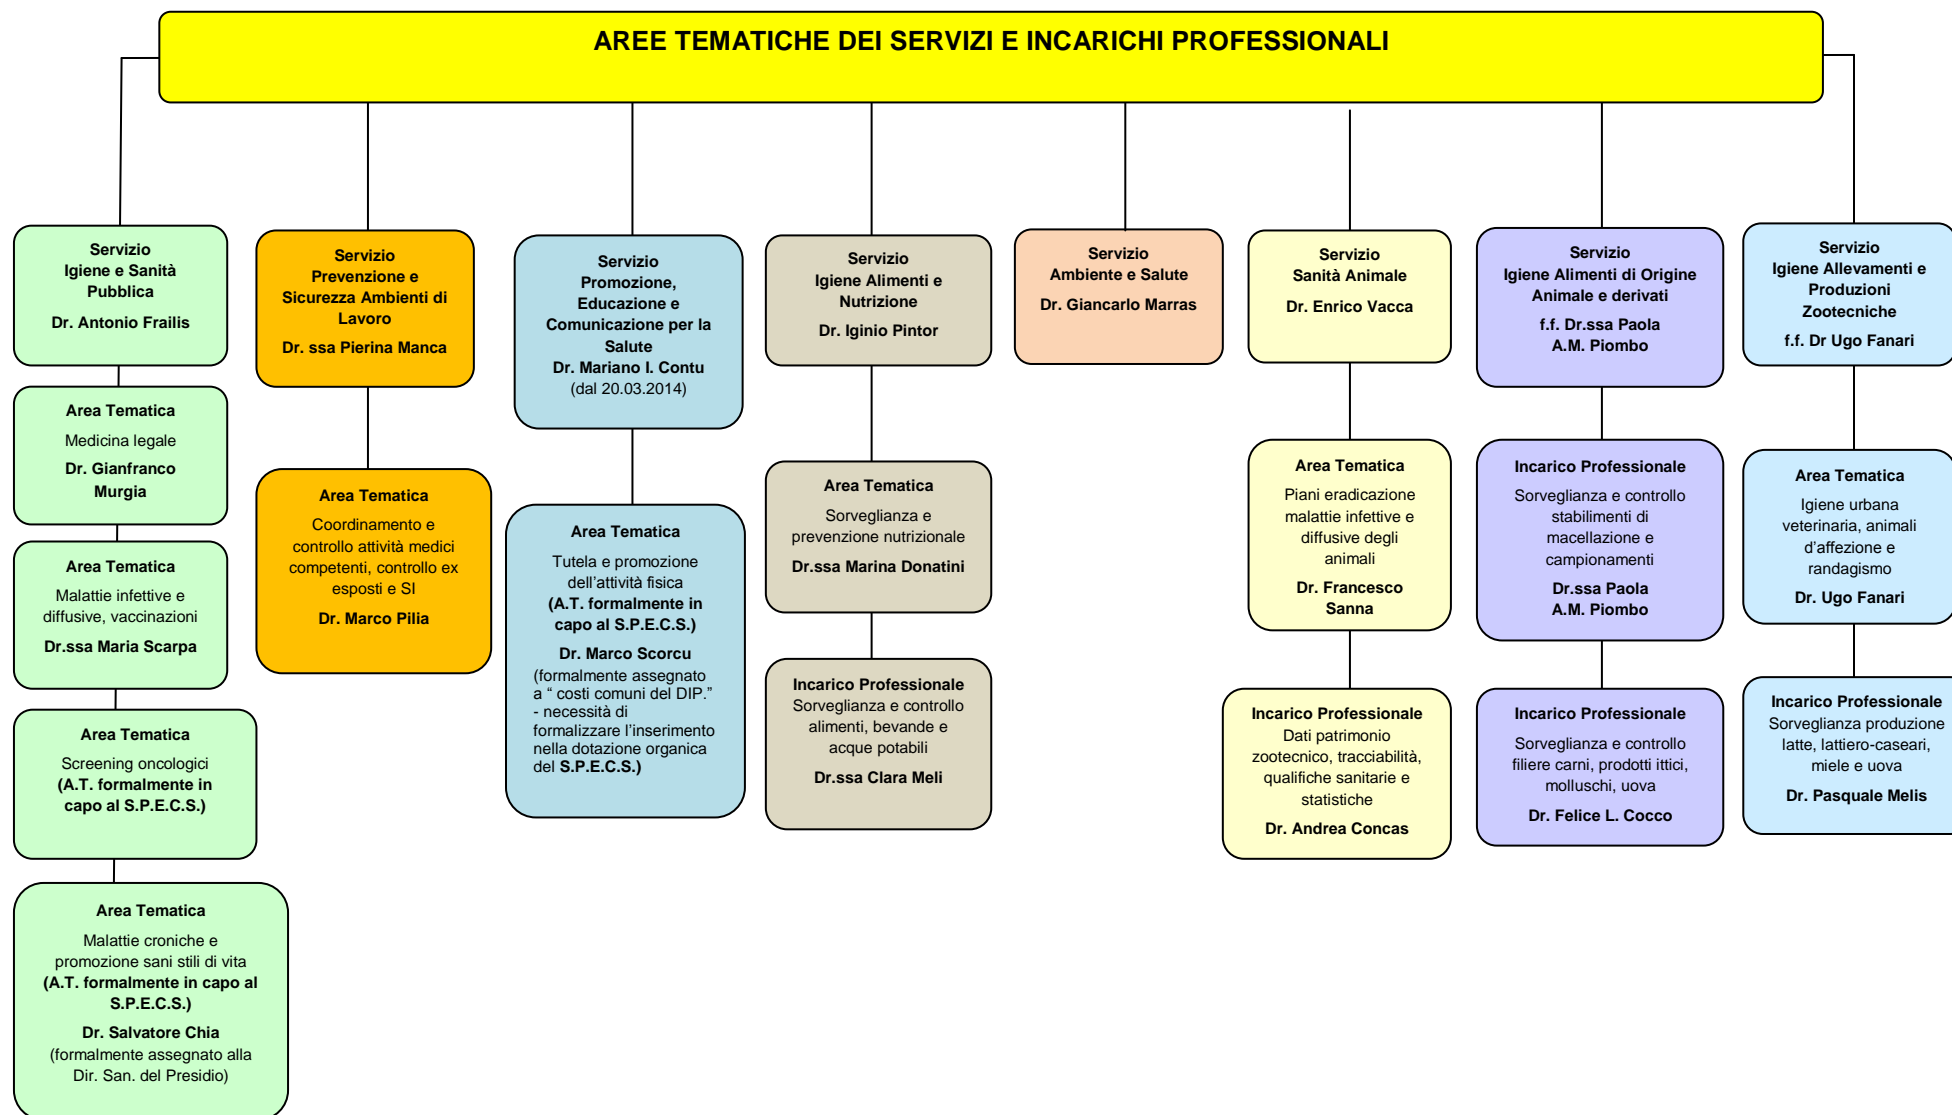 AREE TEMATICHE DEI SERVIZI E INCARICHI PROFESSIONALI
Servizio
Igiene e Sanità
Pubblica
Dr. Antonio Frailis
Area Tematica
Medicina legale
Dr. Gianfranco
Murgia
Area Tematica
Malattie infettive e
diffusive, vaccinazioni
Dr.ssa Maria Scarpa
Area Tematica
Screening oncologici
(A.T. formalmente in
capo al S.P.E.C.S.)
Area Tematica
Malattie croniche e
promozione sani stili di vita
(A.T. formalmente in capo al
S.P.E.C.S.)
Dr. Salvatore Chia
(formalmente assegnato alla
Dir. San. del Presidio)
Servizio
Prevenzione e
Sicurezza Ambienti di
Lavoro
Dr. ssa Pierina Manca
Area Tematica
Coordinamento e
controllo attività medici
competenti, controllo ex
esposti e SI
Dr. Marco Pilia
Servizio
Promozione,
Educazione e
Comunicazione per la
Salute
Dr. Mariano I. Contu
(dal 20.03.2014)
Area Tematica
Tutela e promozione
dell’attività fisica
(A.T. formalmente in
capo al S.P.E.C.S.)
Dr. Marco Scorcu
(formalmente assegnato
a “ costi comuni del DIP.”
- necessità di
formalizzare l’inserimento
nella dotazione organica
del S.P.E.C.S.)
Servizio
Igiene Alimenti e
Nutrizione
Dr. Iginio Pintor
Area Tematica
Sorveglianza e
prevenzione nutrizionale
Dr.ssa Marina Donatini
Incarico Professionale
Sorveglianza e controllo
alimenti, bevande e
acque potabili
Dr.ssa Clara Meli
Servizio
Ambiente e Salute
Dr. Giancarlo Marras
Servizio
Sanità Animale
Dr. Enrico Vacca
Area Tematica
Piani eradicazione
malattie infettive e
diffusive degli
animali
Dr. Francesco
Sanna
Incarico Professionale
Dati patrimonio
zootecnico, tracciabilità,
qualifiche sanitarie e
statistiche
Dr. Andrea Concas
Servizio
Igiene Alimenti di Origine
Animale e derivati
f.f. Dr.ssa Paola
A.M. Piombo
Incarico Professionale
Sorveglianza e controllo
stabilimenti di
macellazione e
campionamenti
Dr.ssa Paola
A.M. Piombo
Incarico Professionale
Sorveglianza e controllo
filiere carni, prodotti ittici,
molluschi, uova
Dr. Felice L. Cocco
Servizio
Igiene Allevamenti e
Produzioni
Zootecniche
f.f. Dr Ugo Fanari
Area Tematica
Igiene urbana
veterinaria, animali
d’affezione e
randagismo
Dr. Ugo Fanari
Incarico Professionale
Sorveglianza produzione
latte, lattiero-caseari,
miele e uova
Dr. Pasquale Melis